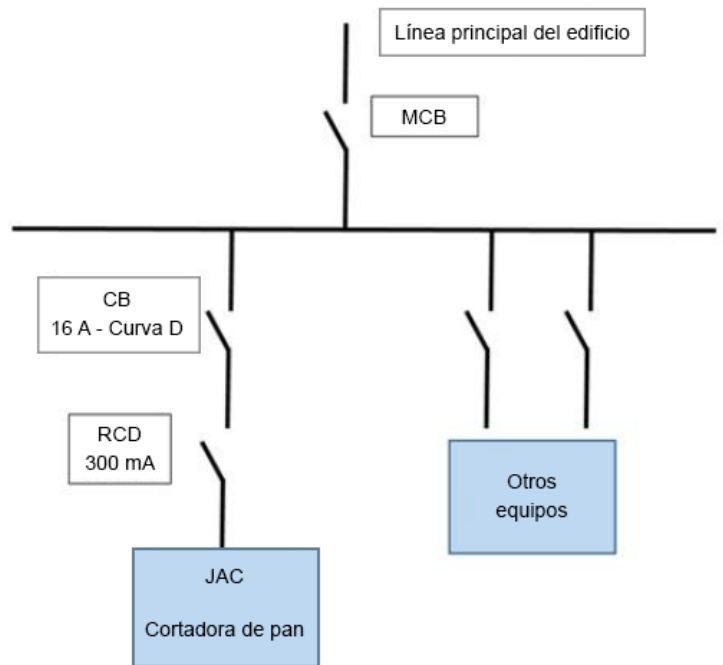 Línea principal del edificio
MCB
CB
16 A - Curva D
RCD
300 mA
Otros
equipos
JAC
Cortadora de pan